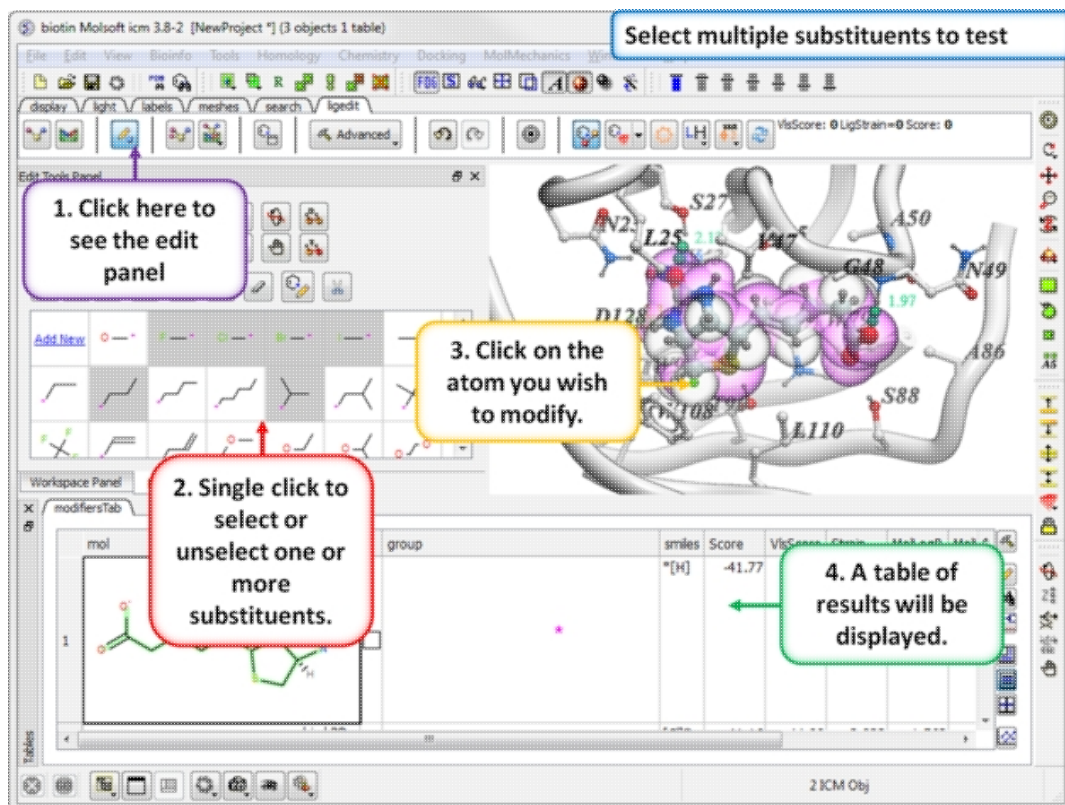 biotin Molsoft icm 3.8-2 [NewProject *] (3 objects 1 table)
Select multiple substituents to test
File Edit View Bioinfo Tools Homology Chemistry Docking MolMechanics
display light labels meshes search ligedit
Advanced
VlsScore: 0 LigStrain=0 Score: 0
Edit Tools Panel
1. Click here to
see the edit
panel
S27
A50
L25
G48
N49
D128
1.97
A86
S88
L110
Add New
3. Click on the
atom you wish
to modify.
2. Single click to
select or
unselect one or
more
substituents.
Workspace Panel
modifiersTab
mol group smiles Score VlsScore Strain
*[H] -41.77
1
4. A table of
results will be
displayed.
Tables
2 ICM Obj